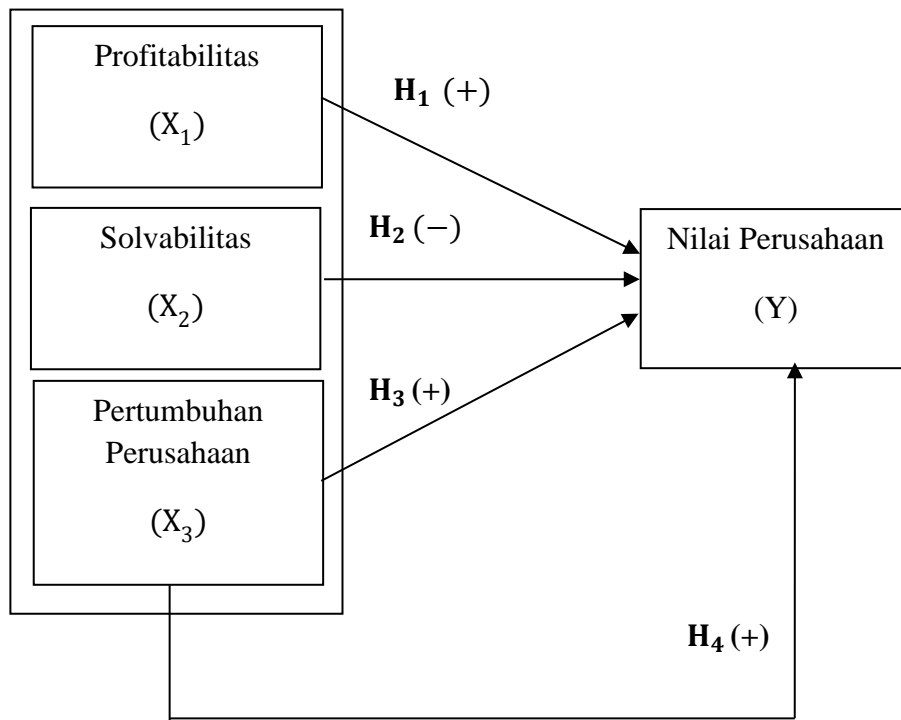 Profitabilitas
(X₁)
H₁ (+)
Solvabilitas
(X₂)
H₂ (−)
Nilai Perusahaan
(Y)
Pertumbuhan
Perusahaan
(X₃)
H₃ (+)
H₄ (+)